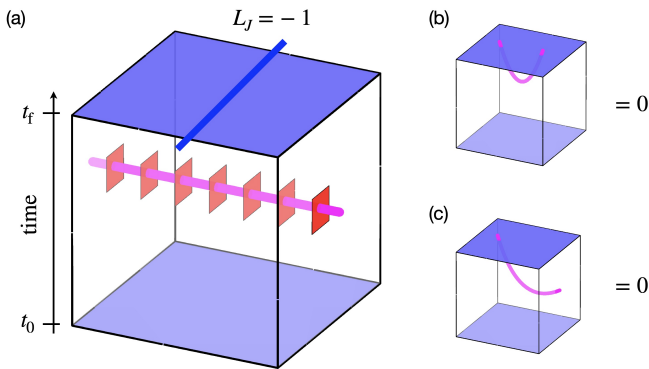 (a)
L_J = − 1
t_f
time
t_0
(b)
= 0
(c)
= 0